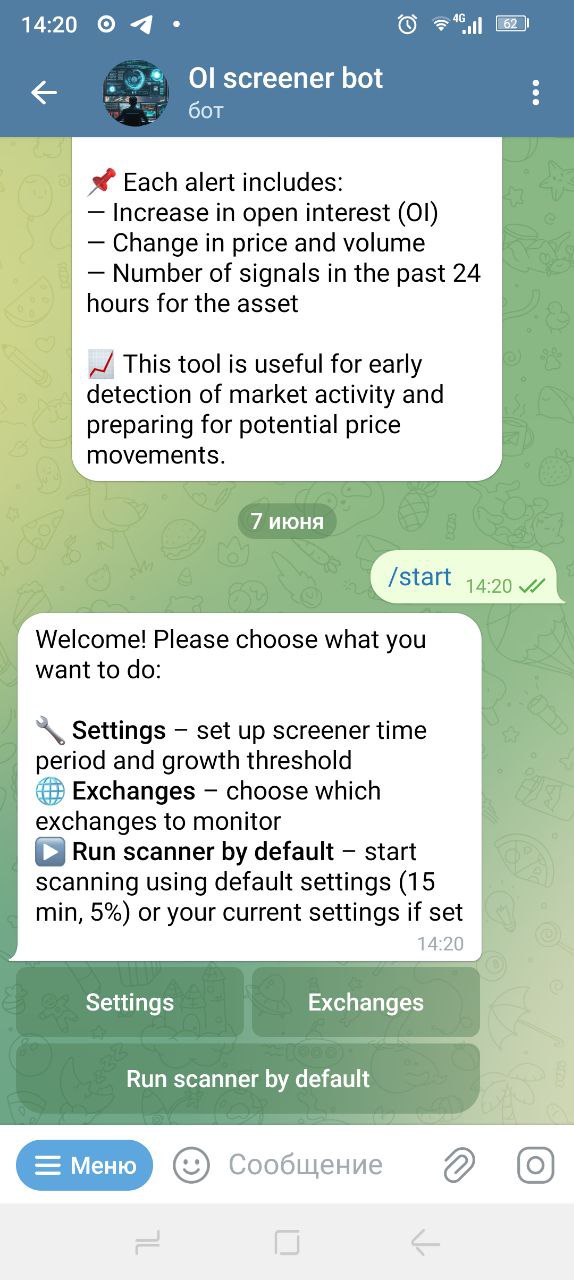 14:20
4G
62
OI screener bot
бот
📌 Each alert includes:
— Increase in open interest (OI)
— Change in price and volume
— Number of signals in the past 24
hours for the asset
📈 This tool is useful for early
detection of market activity and
preparing for potential price
movements.
7 июня
/start 14:20
Welcome! Please choose what you
want to do:
🔧 Settings – set up screener time
period and growth threshold
🌐 Exchanges – choose which
exchanges to monitor
▶️ Run scanner by default – start
scanning using default settings (15
min, 5%) or your current settings if set
14:20
Settings
Exchanges
Run scanner by default
Меню
Сообщение